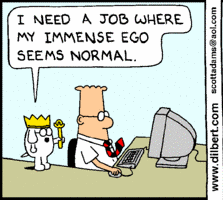 I NEED A JOB WHERE
MY IMMENSE EGO
SEEMS NORMAL.
www.dilbert.com
scottadams@aol.com